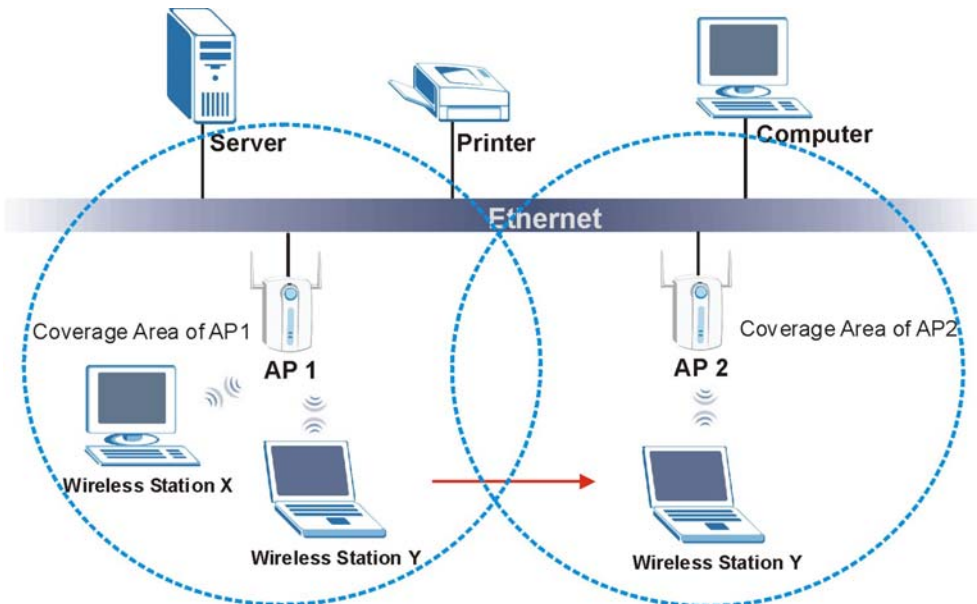 Server
Printer
Computer
Ethernet
Coverage Area of AP1
Coverage Area of AP2
AP 1
AP 2
Wireless Station X
Wireless Station Y
Wireless Station Y